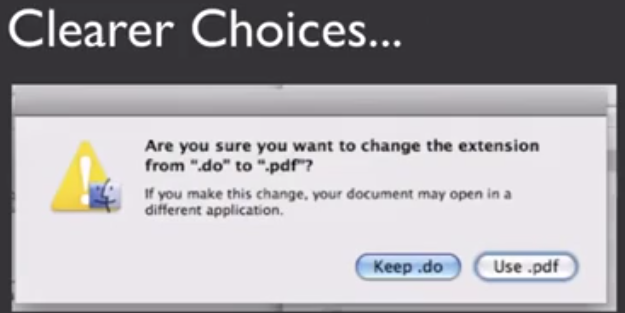 Clearer Choices...
Are you sure you want to change the extension
from ".do" to ".pdf"?
If you make this change, your document may open in a
different application.
Keep .do
Use .pdf